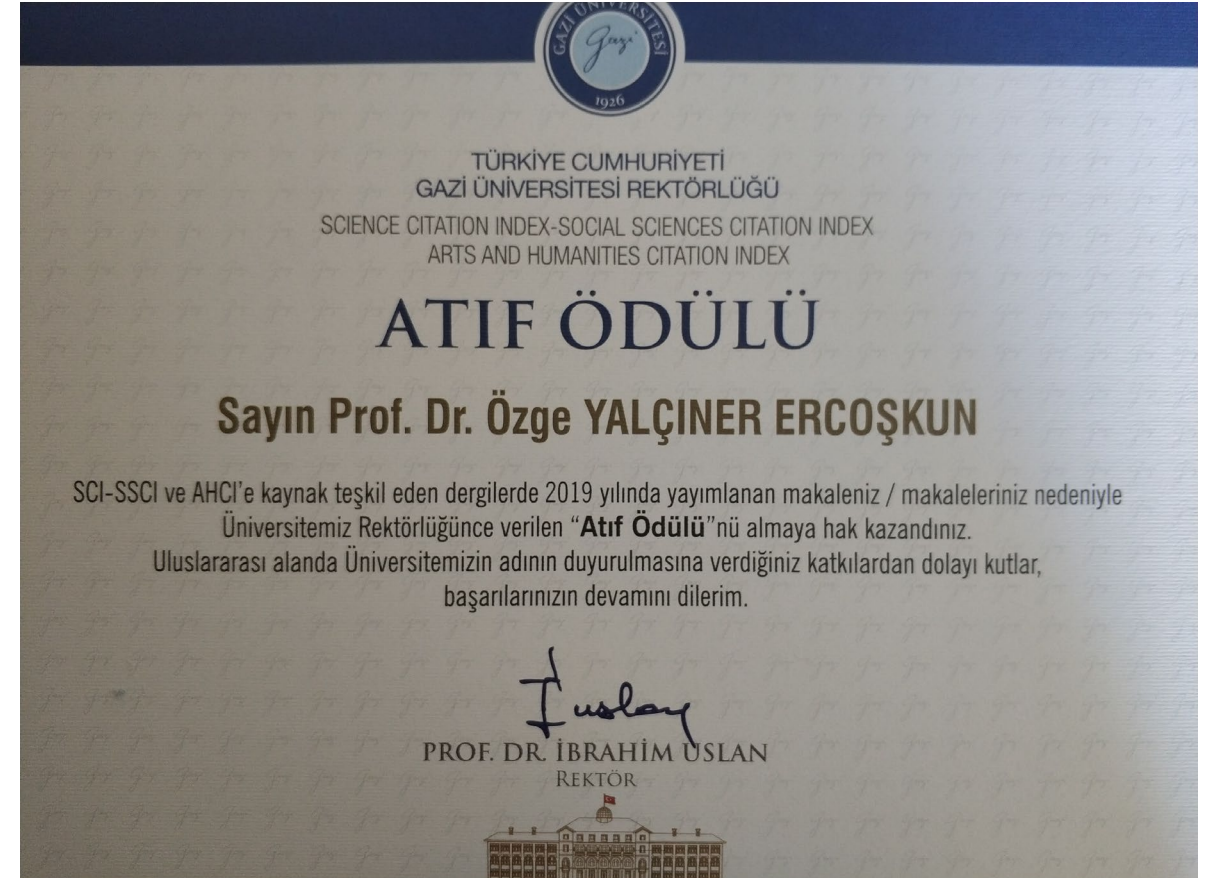 GAZİ ÜNİVERSİTESİ
Gazi
1926
TÜRKİYE CUMHURİYETİ
GAZİ ÜNİVERSİTESİ REKTÖRLÜĞÜ
SCIENCE CITATION INDEX-SOCIAL SCIENCES CITATION INDEX
ARTS AND HUMANITIES CITATION INDEX
ATIF ÖDÜLÜ
Sayın Prof. Dr. Özge YALÇINER ERCOŞKUN
SCI-SSCI ve AHCI'e kaynak teşkil eden dergilerde 2019 yılında yayımlanan makaleniz / makaleleriniz nedeniyle
Üniversitemiz Rektörlüğünce verilen “Atıf Ödülü”nü almaya hak kazandınız.
Uluslararası alanda Üniversitemizin adının duyurulmasına verdiğiniz katkılardan dolayı kutlar,
başarılarınızın devamını dilerim.
İuslan
PROF. DR. İBRAHİM USLAN
REKTÖR